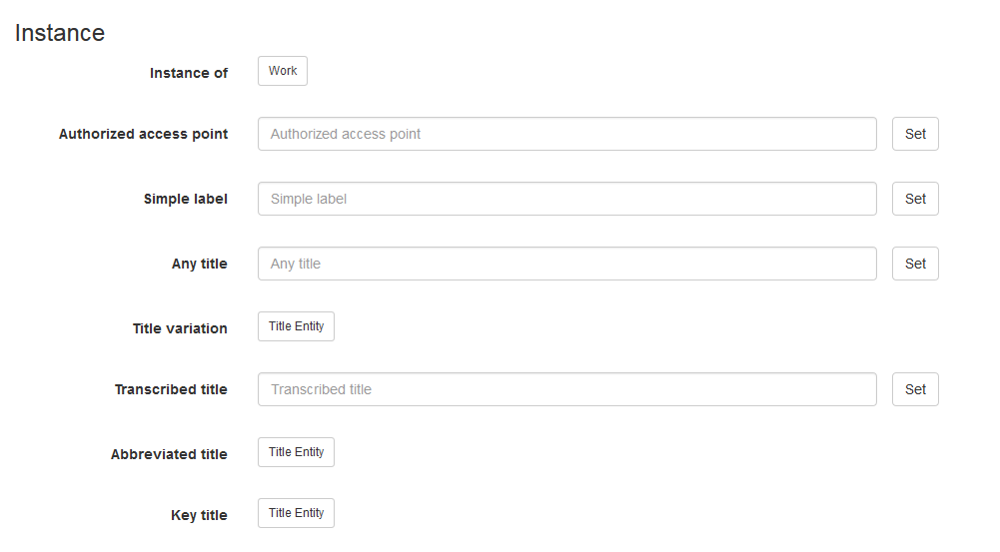 Instance
Instance of Work
Authorized access point Authorized access point Set
Simple label Simple label Set
Any title Any title Set
Title variation Title Entity
Transcribed title Transcribed title Set
Abbreviated title Title Entity
Key title Title Entity